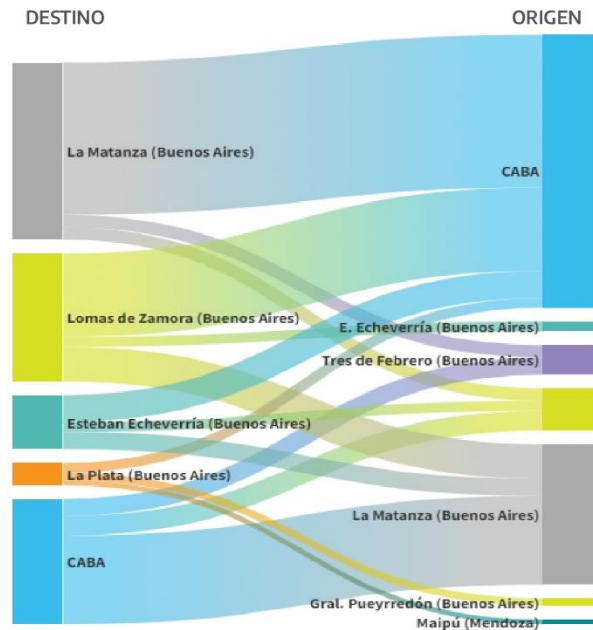 DESTINO
ORIGEN
La Matanza (Buenos Aires)
CABA
Lomas de Zamora (Buenos Aires)
E. Echeverría (Buenos Aires)
Tres de Febrero (Buenos Aires)
Esteban Echeverría (Buenos Aires)
La Plata (Buenos Aires)
La Matanza (Buenos Aires)
CABA
Gral. Pueyrredón (Buenos Aires)
Maipú (Mendoza)